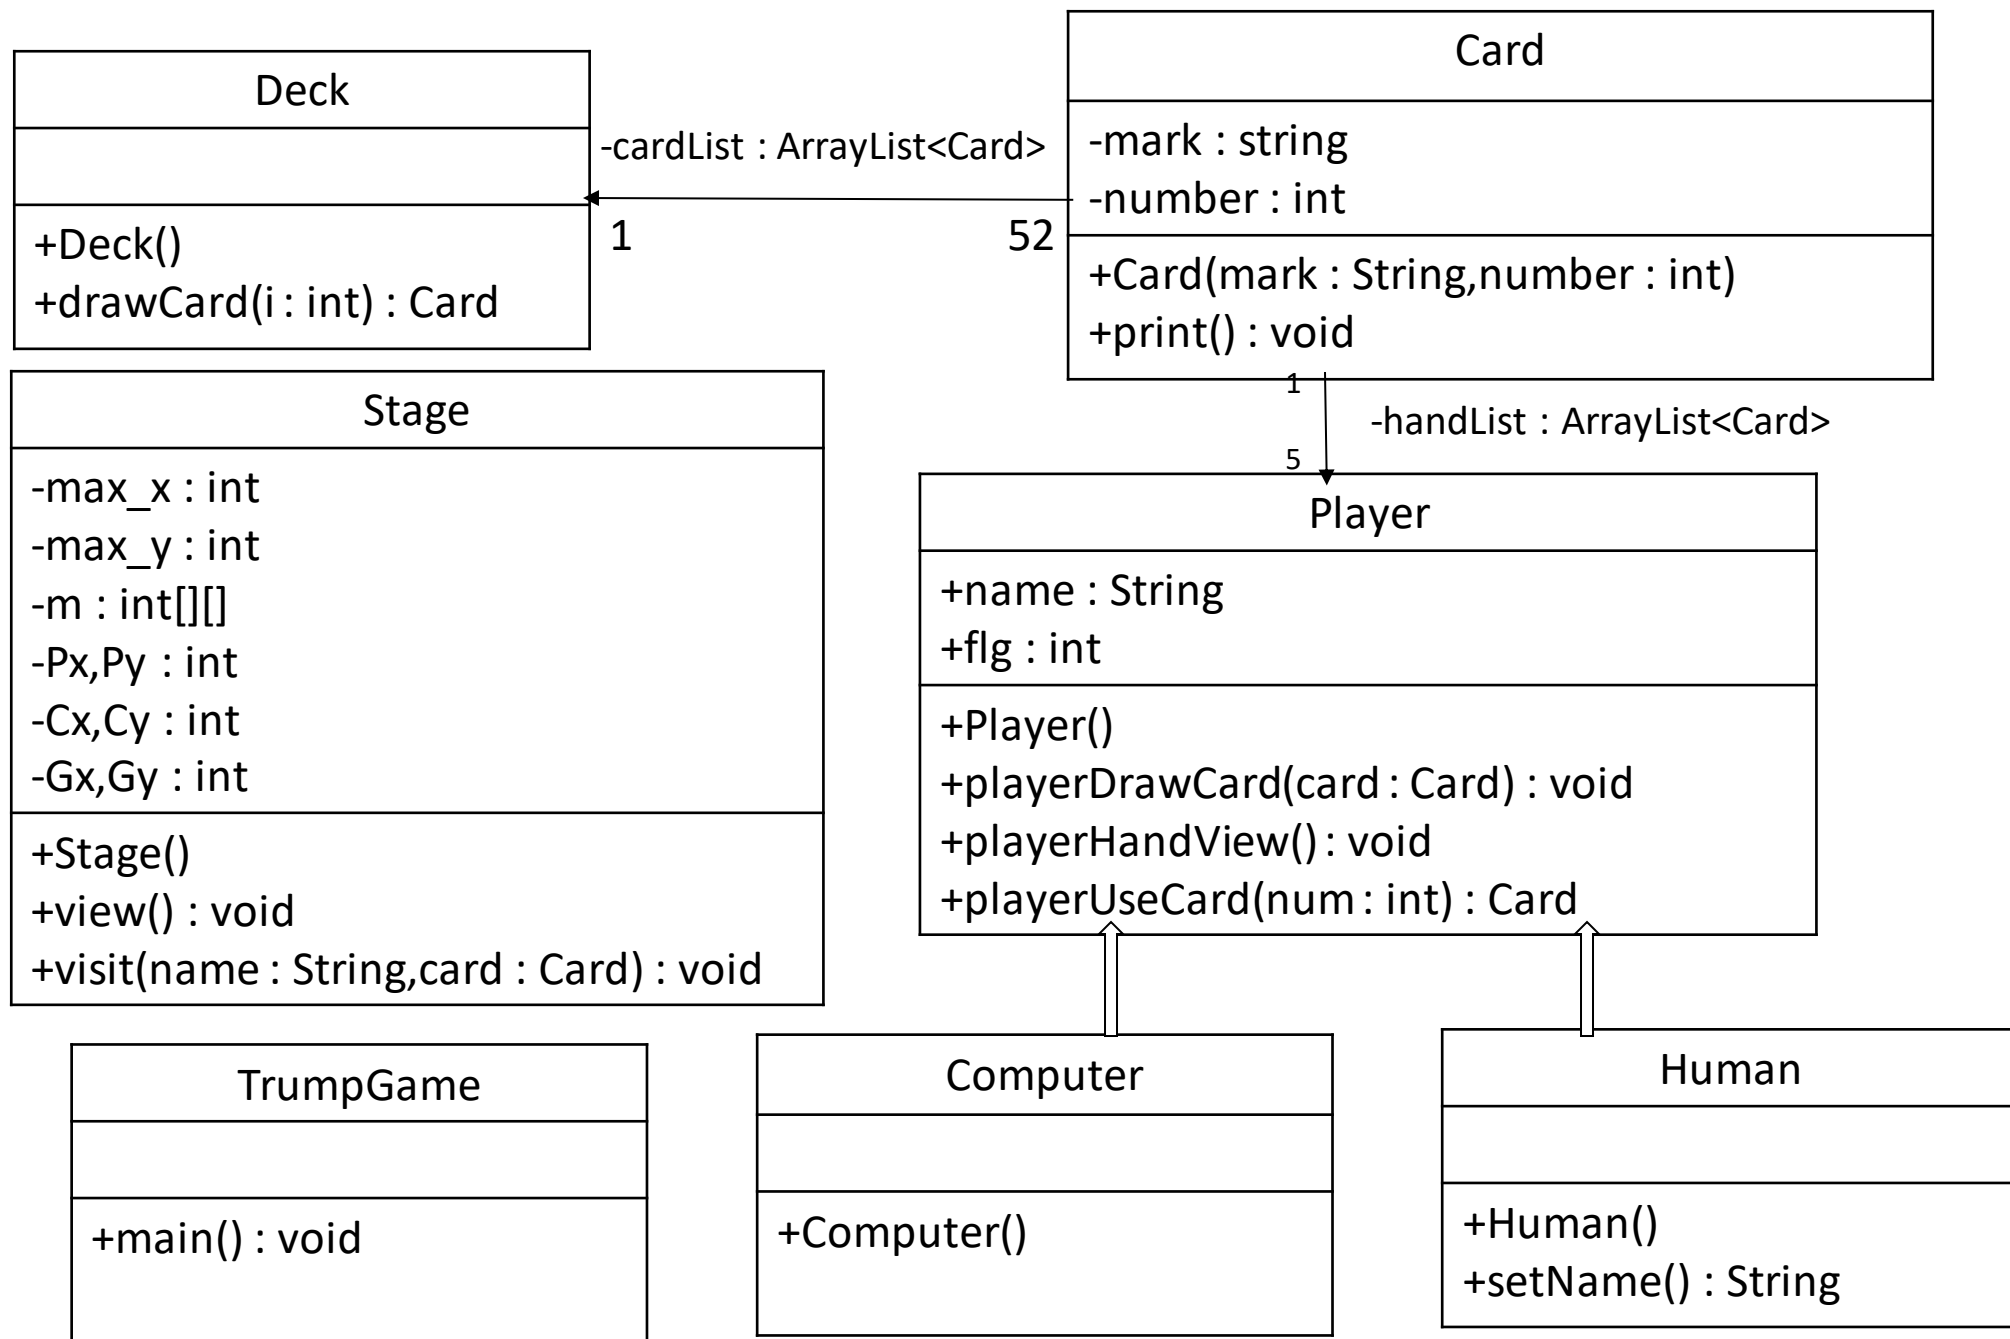 Deck
+Deck()
+drawCard(i : int) : Card
-cardList : ArrayList<Card>
1
52
Card
-mark : string
-number : int
+Card(mark : String,number : int)
+print() : void
1
-handList : ArrayList<Card>
5
Stage
-max_x : int
-max_y : int
-m : int[][]
-Px,Py : int
-Cx,Cy : int
-Gx,Gy : int
+Stage()
+view() : void
+visit(name : String,card : Card) : void
Player
+name : String
+flg : int
+Player()
+playerDrawCard(card : Card) : void
+playerHandView() : void
+playerUseCard(num : int) : Card
TrumpGame
+main() : void
Computer
+Computer()
Human
+Human()
+setName() : String